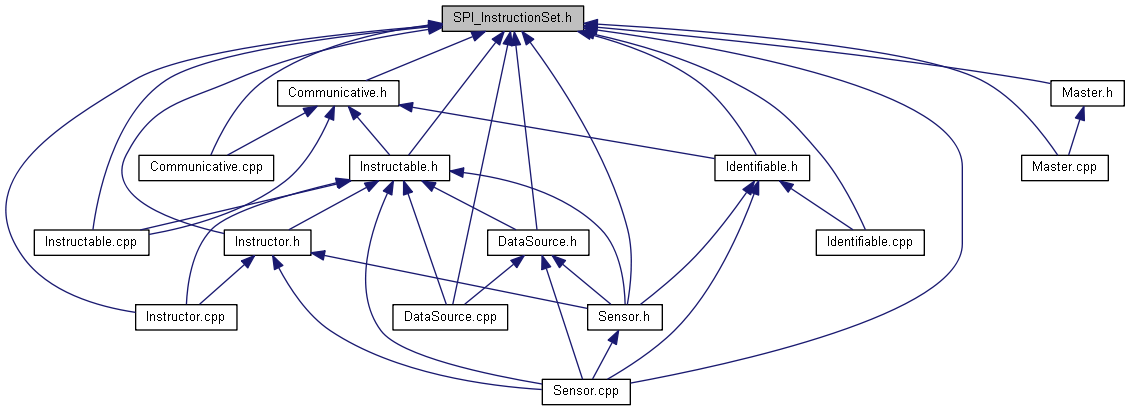 SPI_InstructionSet.h
Communicative.h
Master.h
Communicative.cpp
Instructable.h
Identifiable.h
Master.cpp
Instructable.cpp
Instructor.h
DataSource.h
Identifiable.cpp
Instructor.cpp
DataSource.cpp
Sensor.h
Sensor.cpp